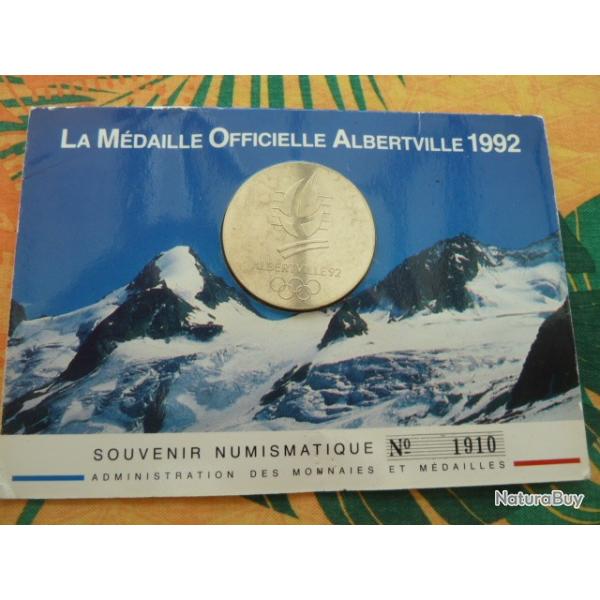 LA MÉDAILLE OFFICIELLE ALBERTVILLE 1992
ALBERTVILLE 92
SOUVENIR NUMISMATIQUE Nº 1910
ADMINISTRATION DES MONNAIES ET MÉDAILLES
NaturaBuy